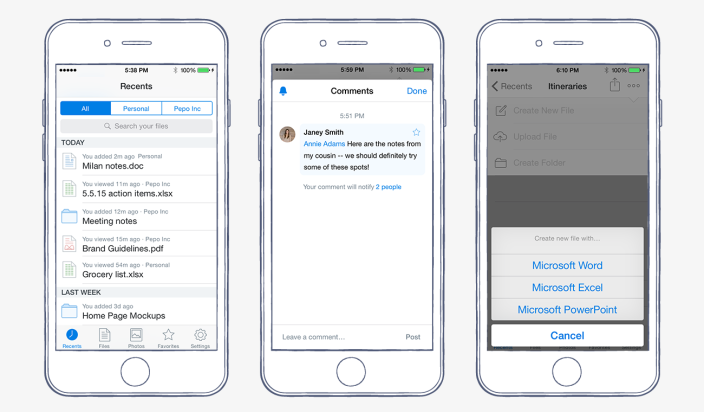 5:38 PM
100%
Recents
All Personal Pepo Inc
Search your files
TODAY
You added 2m ago Personal
Milan notes.doc
You viewed 11m ago · Pepo Inc
5.5.15 action items.xlsx
You added 12m ago · Pepo Inc
Meeting notes
You viewed 15m ago · Pepo Inc
Brand Guidelines.pdf
You viewed 54m ago · Personal
Grocery list.xlsx
LAST WEEK
You added 3d ago
Home Page Mockups
Recents Files Photos Favorites Settings
5:59 PM
100%
Comments Done
5:51 PM
Janey Smith
Annie Adams Here are the notes from
my cousin -- we should definitely try
some of these spots!
Your comment will notify 2 people
Leave a comment... Post
6:10 PM
100%
Recents Itineraries
Create New File
Upload File
Create Folder
Create new file with...
Microsoft Word
Microsoft Excel
Microsoft PowerPoint
Cancel